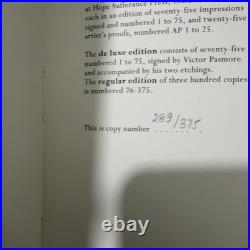 at Hope Sufferance Press, L
each in an edition of seventy-five impressions
signed and numbered 1 to 75, and twenty-five
artist's proofs, numbered AP 1 to 25.
The de luxe edition consists of seventy-five
numbered 1 to 75, signed by Victor Pasmore
and accompanied by his two etchings.
The regular edition of three hundred copies
is numbered 76-375.
This is copy number 289/375